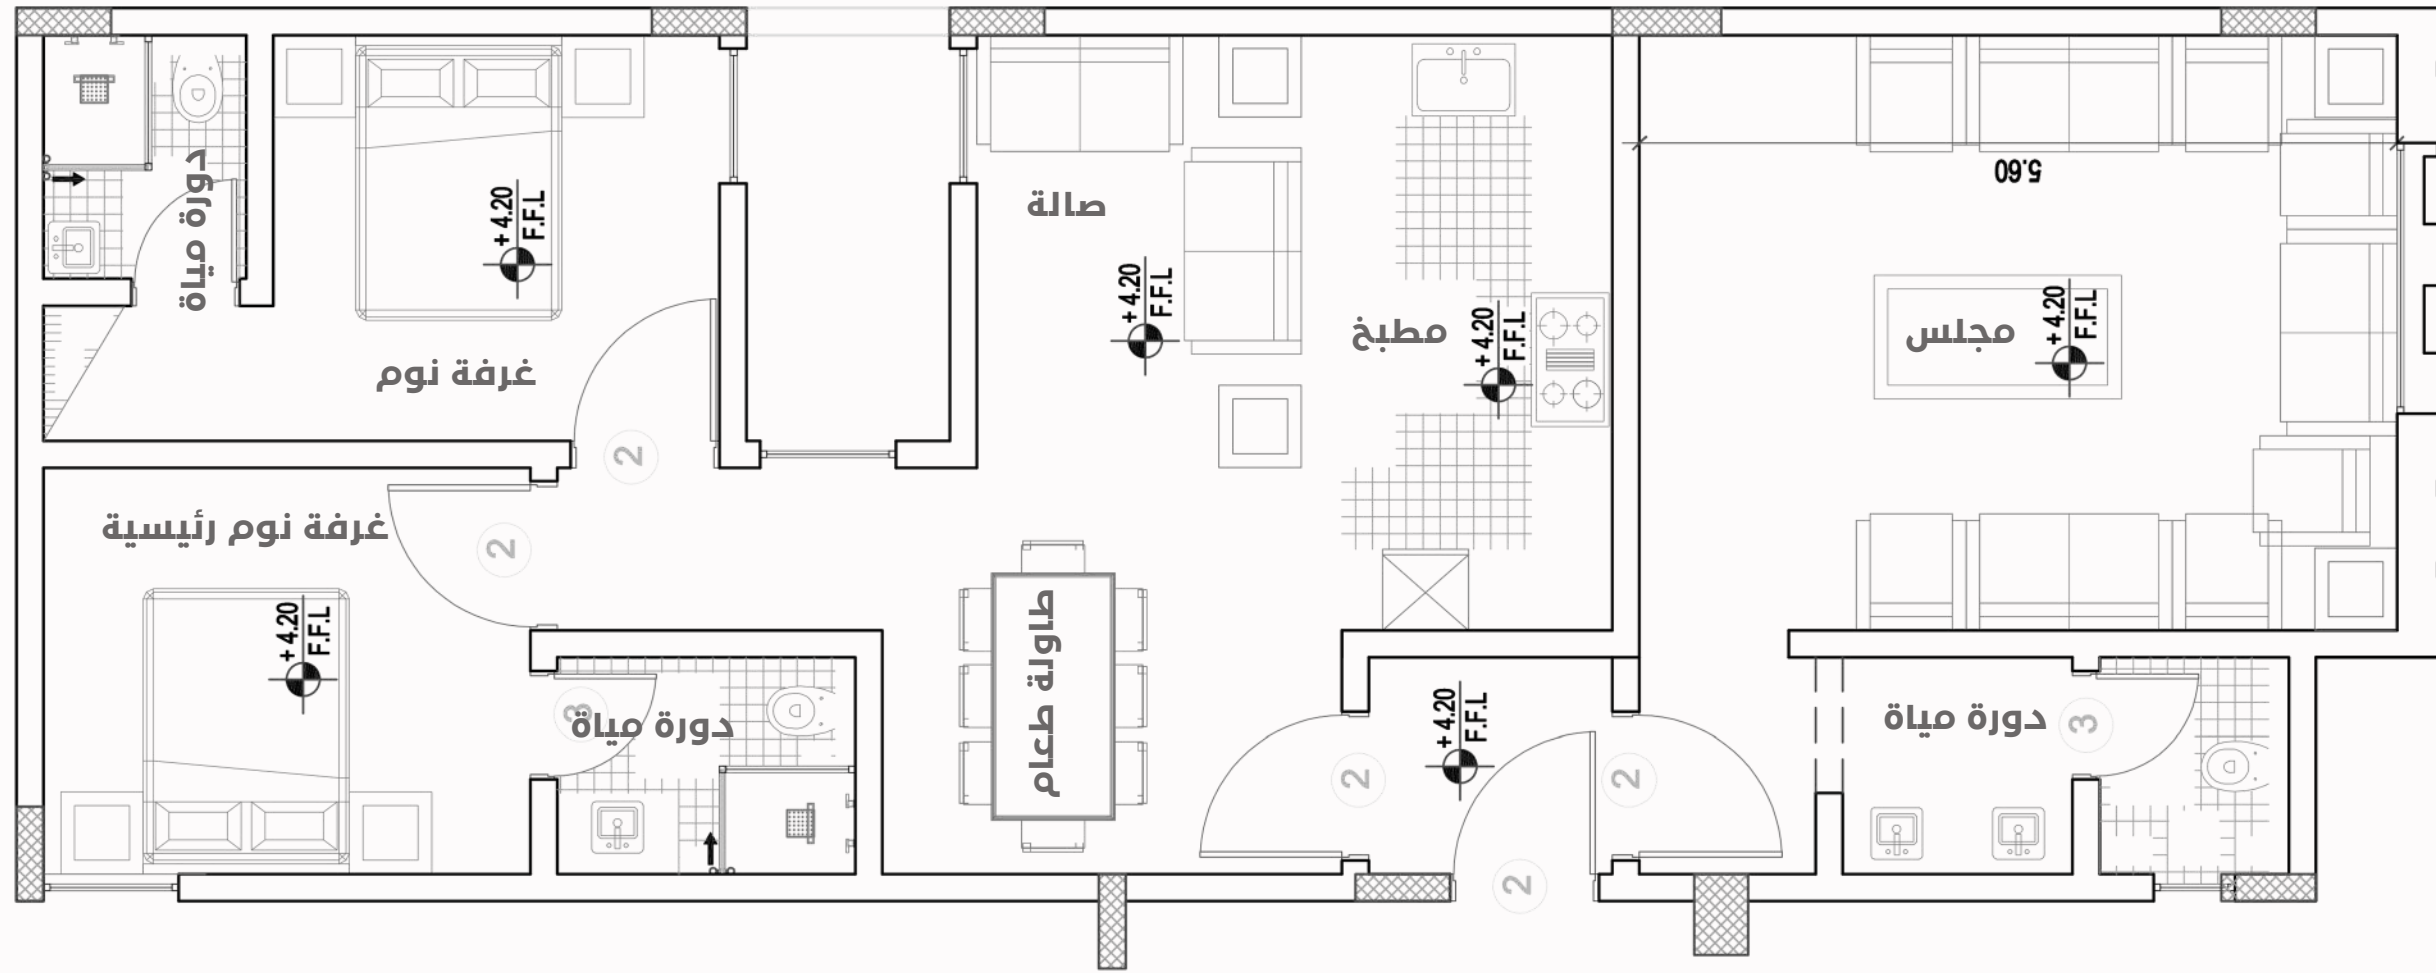 دورة مياة
+ 4.20
F.F.L
غرفة نوم
صالة
+ 4.20
F.F.L
مطبخ
+ 4.20
F.F.L
5.60
مجلس
+ 4.20
F.F.L
2
2
غرفة نوم رئيسية
+ 4.20
F.F.L
3
دورة مياة
طاولة طعام
2
+ 4.20
F.F.L
2
2
دورة مياة
3